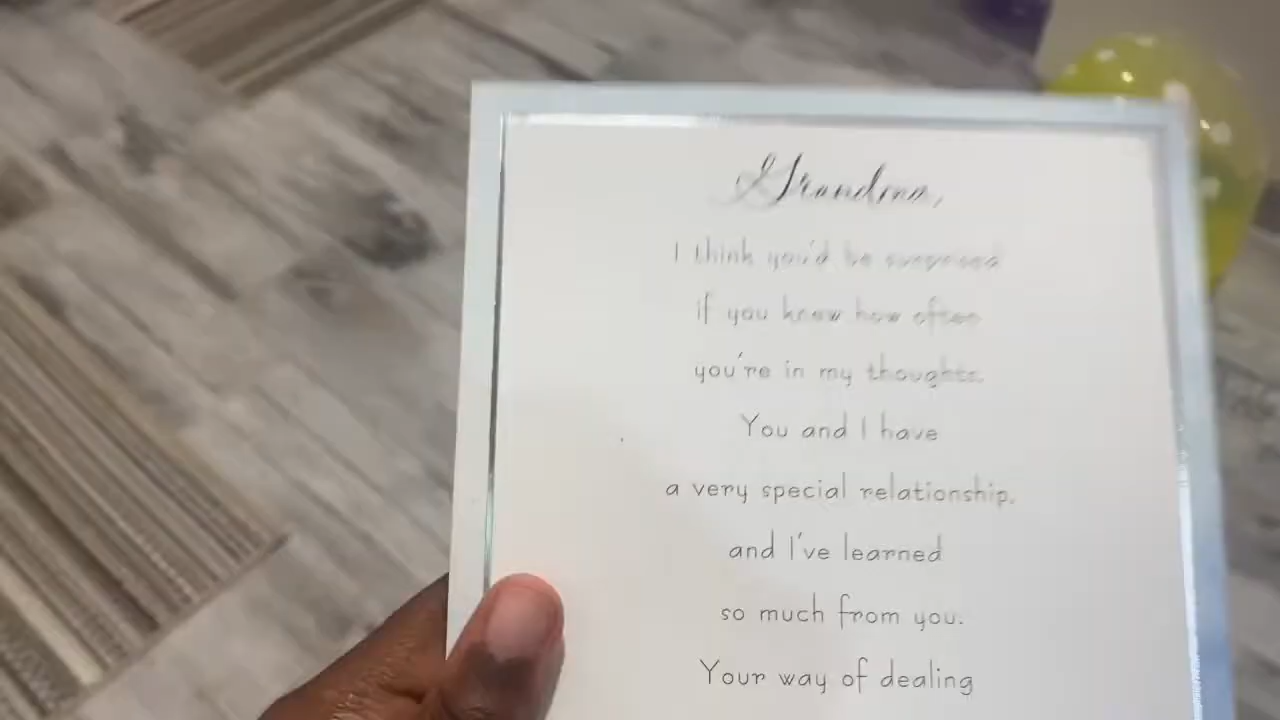 Grandma,
I think you'd be surprised
if you knew how often
you're in my thoughts.
You and I have
a very special relationship,
and I've learned
so much from you.
Your way of dealing